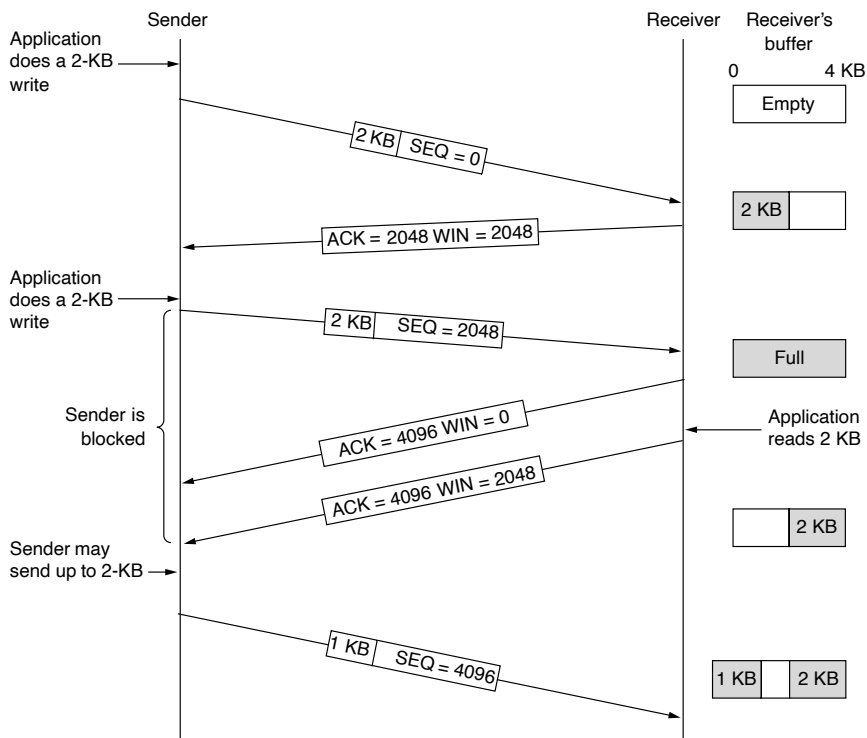 Sender
Receiver
Receiver's
buffer
Application
does a 2-KB
write
0
4 KB
Empty
2 KB
SEQ = 0
2 KB
ACK = 2048 WIN = 2048
Application
does a 2-KB
write
2 KB
SEQ = 2048
Full
Sender is
blocked
Application
reads 2 KB
ACK = 4096 WIN = 0
ACK = 4096 WIN = 2048
2 KB
Sender may
send up to 2-KB
1 KB
SEQ = 4096
1 KB
2 KB